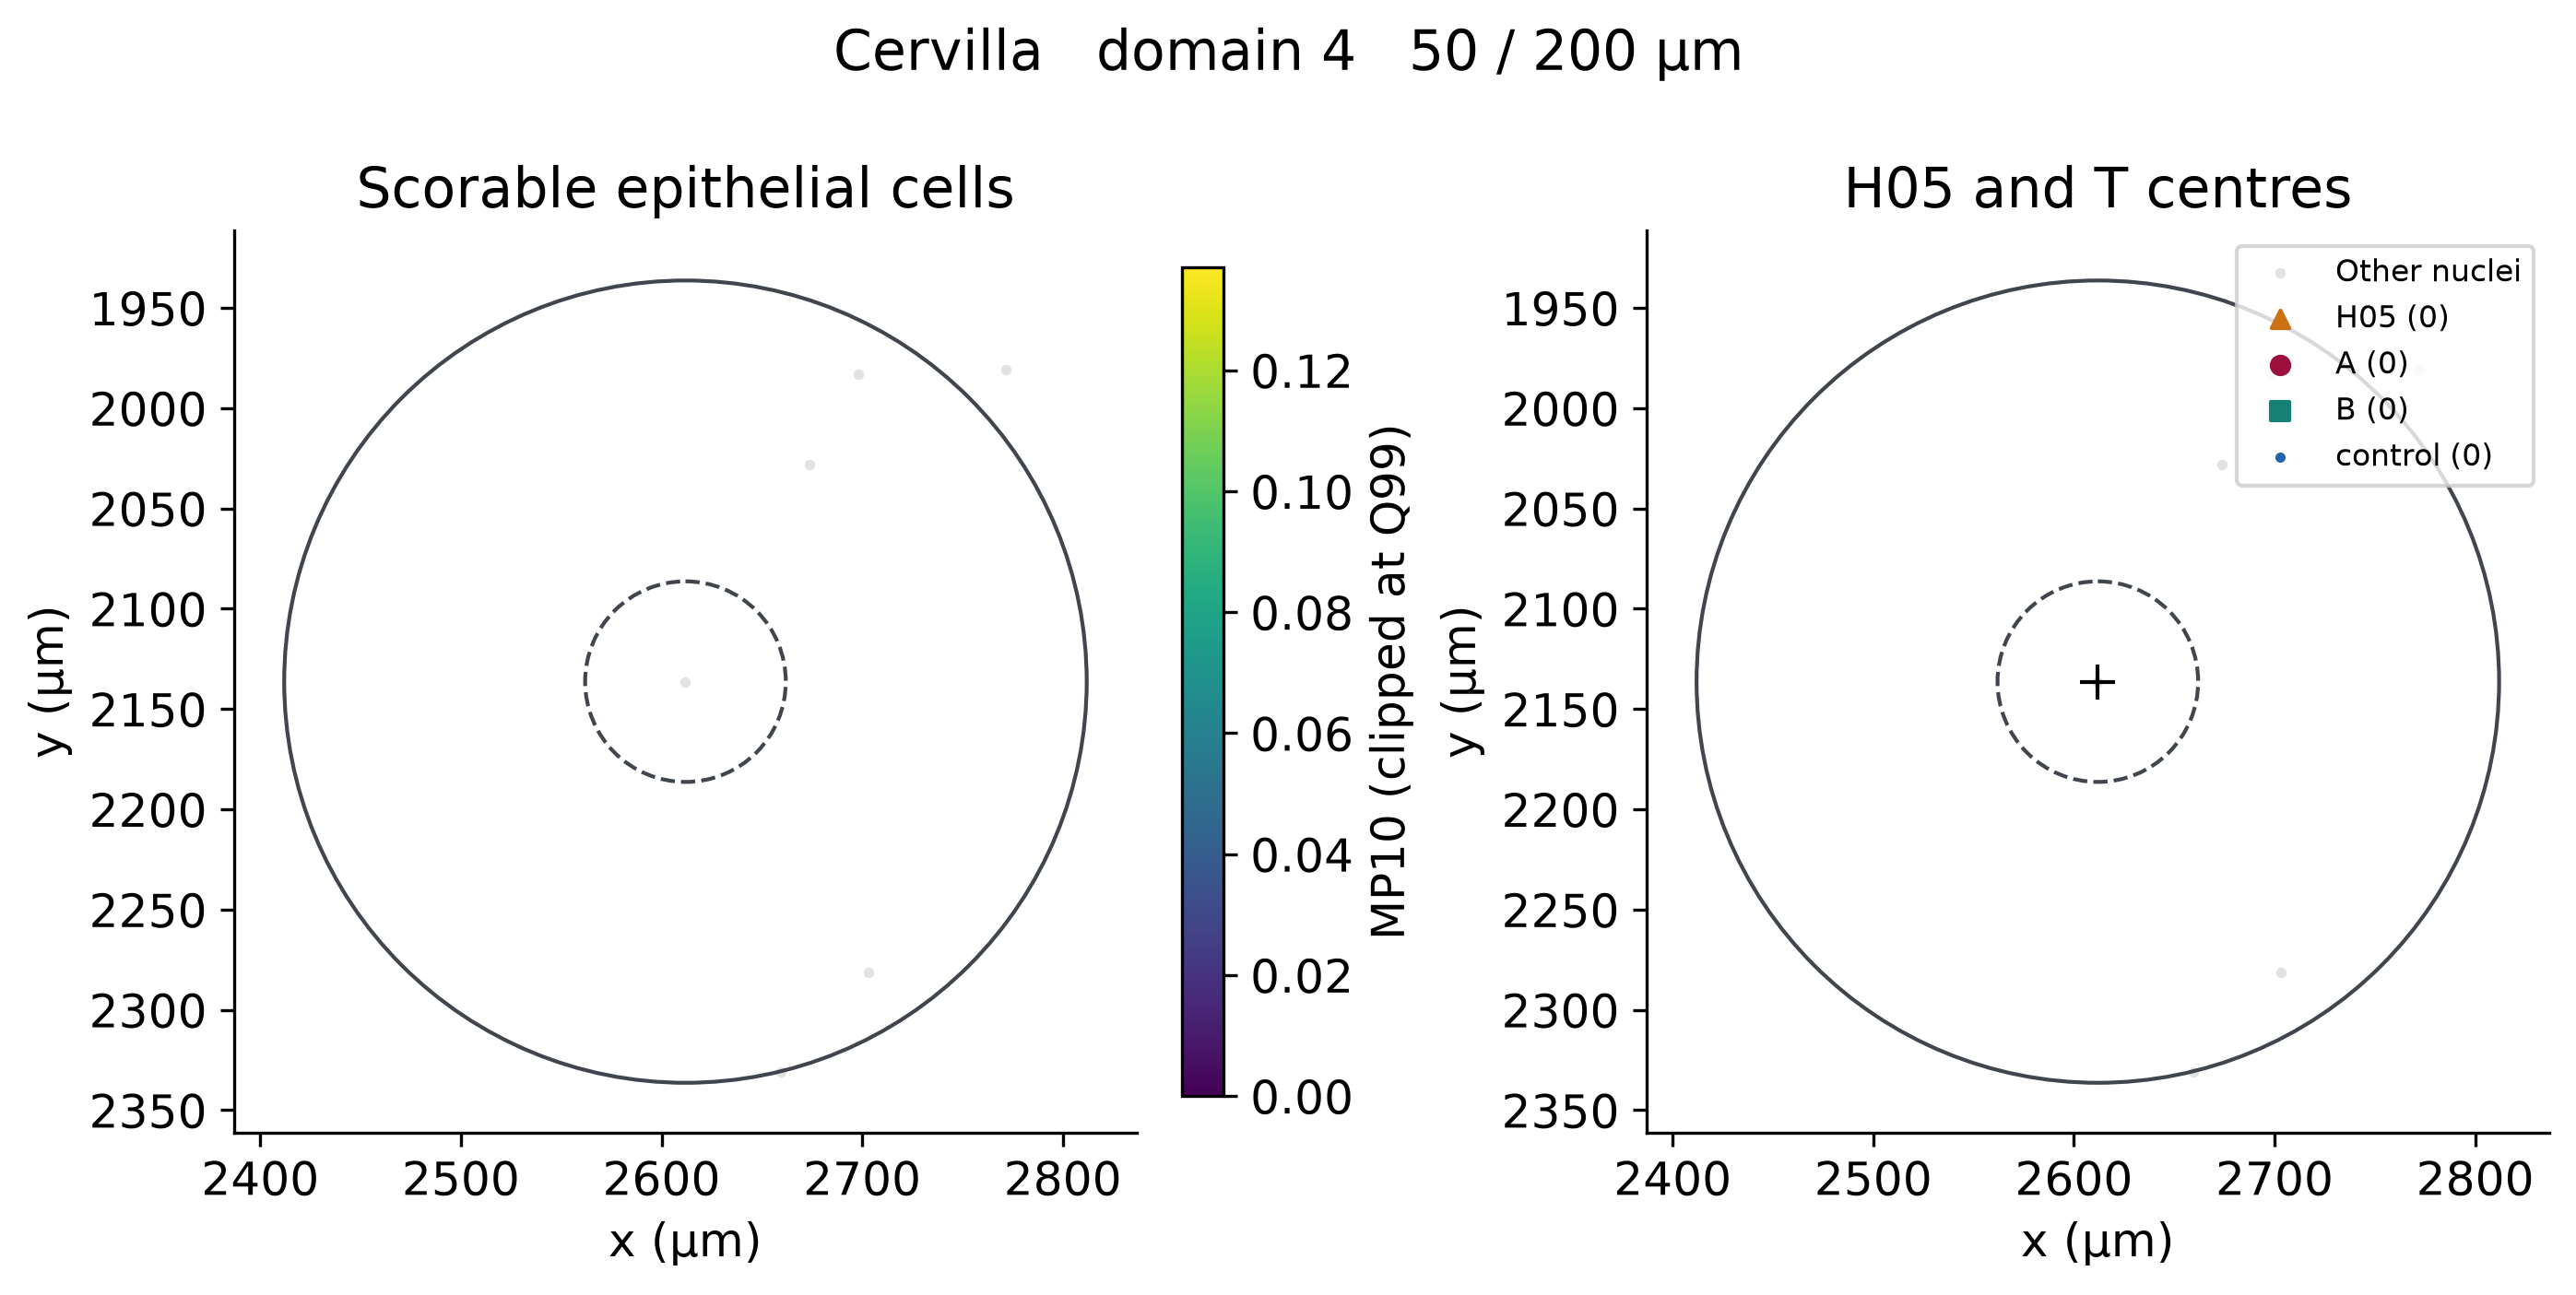 Cervilla   domain 4   50 / 200 µm
Scorable epithelial cells
1950
2000
2050
2100
2150
2200
2250
2300
2350
y (µm)
2400 2500 2600 2700 2800
x (µm)
0.12
0.10
0.08
0.06
0.04
0.02
0.00
MP10 (clipped at Q99)
H05 and T centres
1950
2000
2050
2100
2150
2200
2250
2300
2350
y (µm)
2400 2500 2600 2700 2800
x (µm)
Other nuclei
H05 (0)
A (0)
B (0)
control (0)